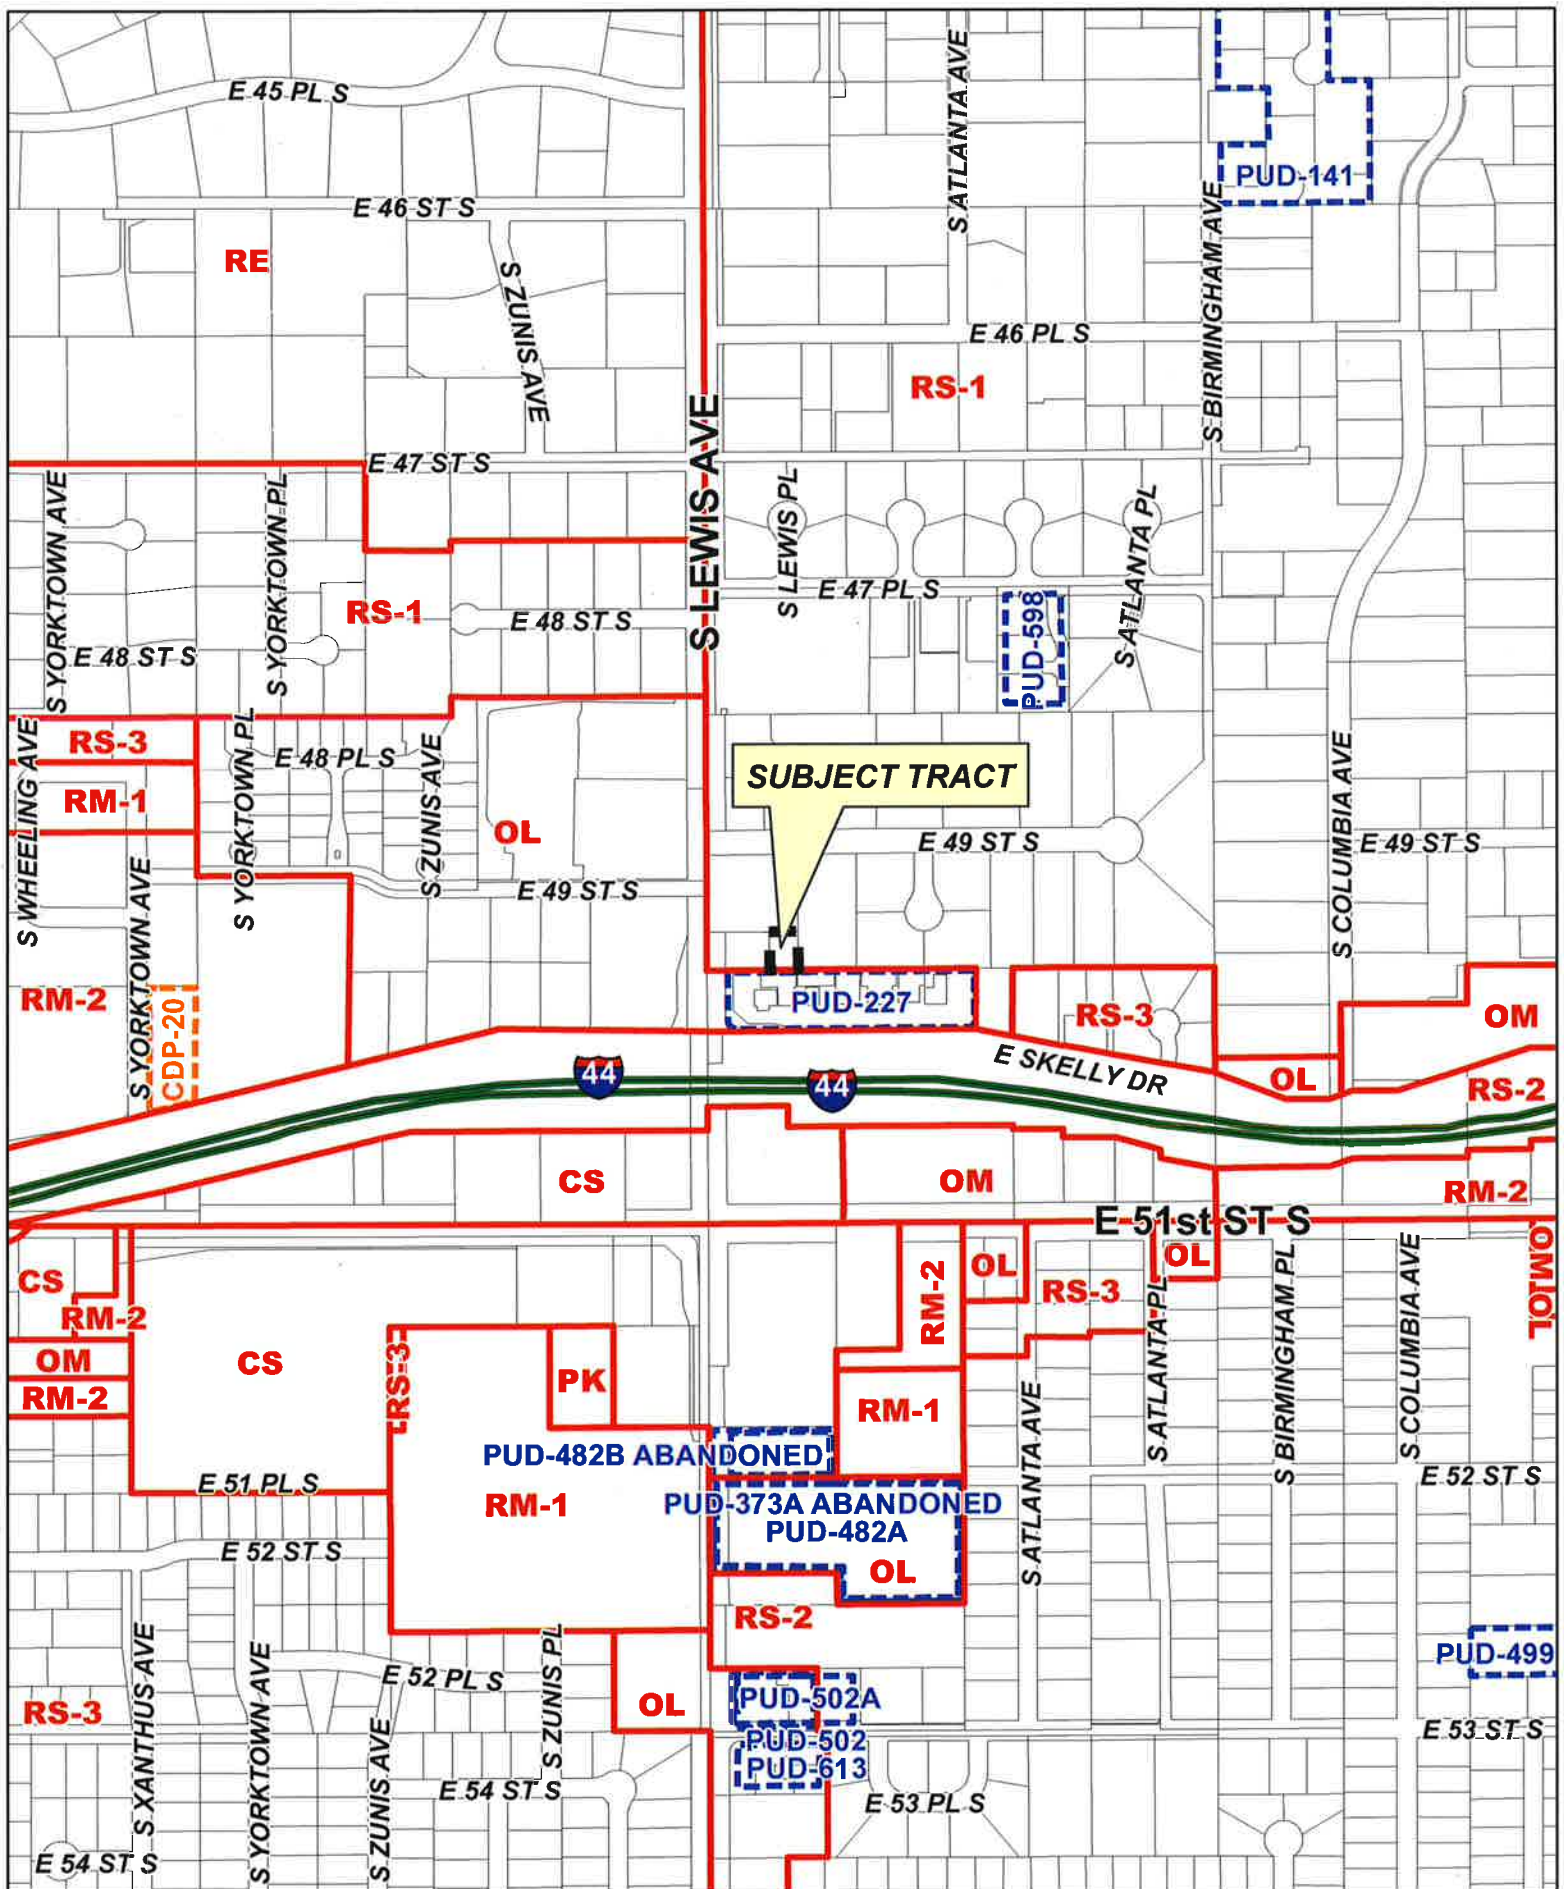 E 45 PL S
S ATLANTA AVE
PUD-141
E 46 ST S
RE
S ZUNIS AVE
S BIRMINGHAM AVE
E 46 PL S
RS-1
S LEWIS AVE
E 47 ST S
S YORKTOWN AVE
S YORKTOWN PL
S LEWIS PL
S ATLANTA PL
E 47 PL S
PUD-598
RS-1
E 48 ST S
E 48 ST S
S WHEELING AVE
RS-3
S YORKTOWN PL
E 48 PL S
S ZUNIS AVE
SUBJECT TRACT
S COLUMBIA AVE
RM-1
OL
E 49 ST S
E 49 ST S
E 49 ST S
S YORKTOWN AVE
RM-2
CDP-20
PUD-227
RS-3
OM
E SKELLY DR
44
44
OL
RS-2
CS
OM
RM-2
E 51st ST S
CS
RM-2
OL
OL
RS-3
OM
OL
RM-2
OM
RM-2
CS
RS-3
PK
RM-1
S ATLANTA AVE
S ATLANTA PL
S BIRMINGHAM PL
S COLUMBIA AVE
PUD-482B ABANDONED
E 51 PL S
RM-1
PUD-373A ABANDONED
PUD-482A
OL
E 52 ST S
E 52 ST S
RS-2
S XANTHUS AVE
S YORKTOWN AVE
E 52 PL S
S ZUNIS PL
S ZUNIS AVE
PUD-499
RS-3
OL
PUD-502A
PUD-502
PUD-613
E 53 ST S
E 54 ST S
E 53 PL S
E 54 ST S